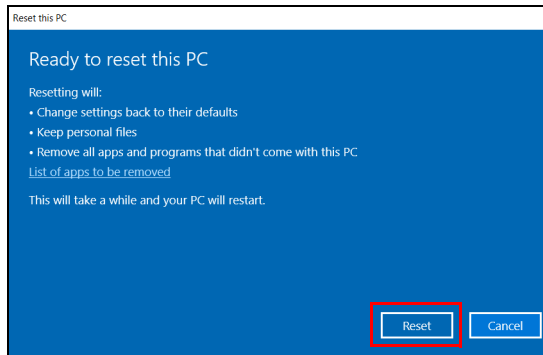 Reset this PC
Ready to reset this PC
Resetting will:
• Change settings back to their defaults
• Keep personal files
• Remove all apps and programs that didn't come with this PC
List of apps to be removed
This will take a while and your PC will restart.
Reset Cancel